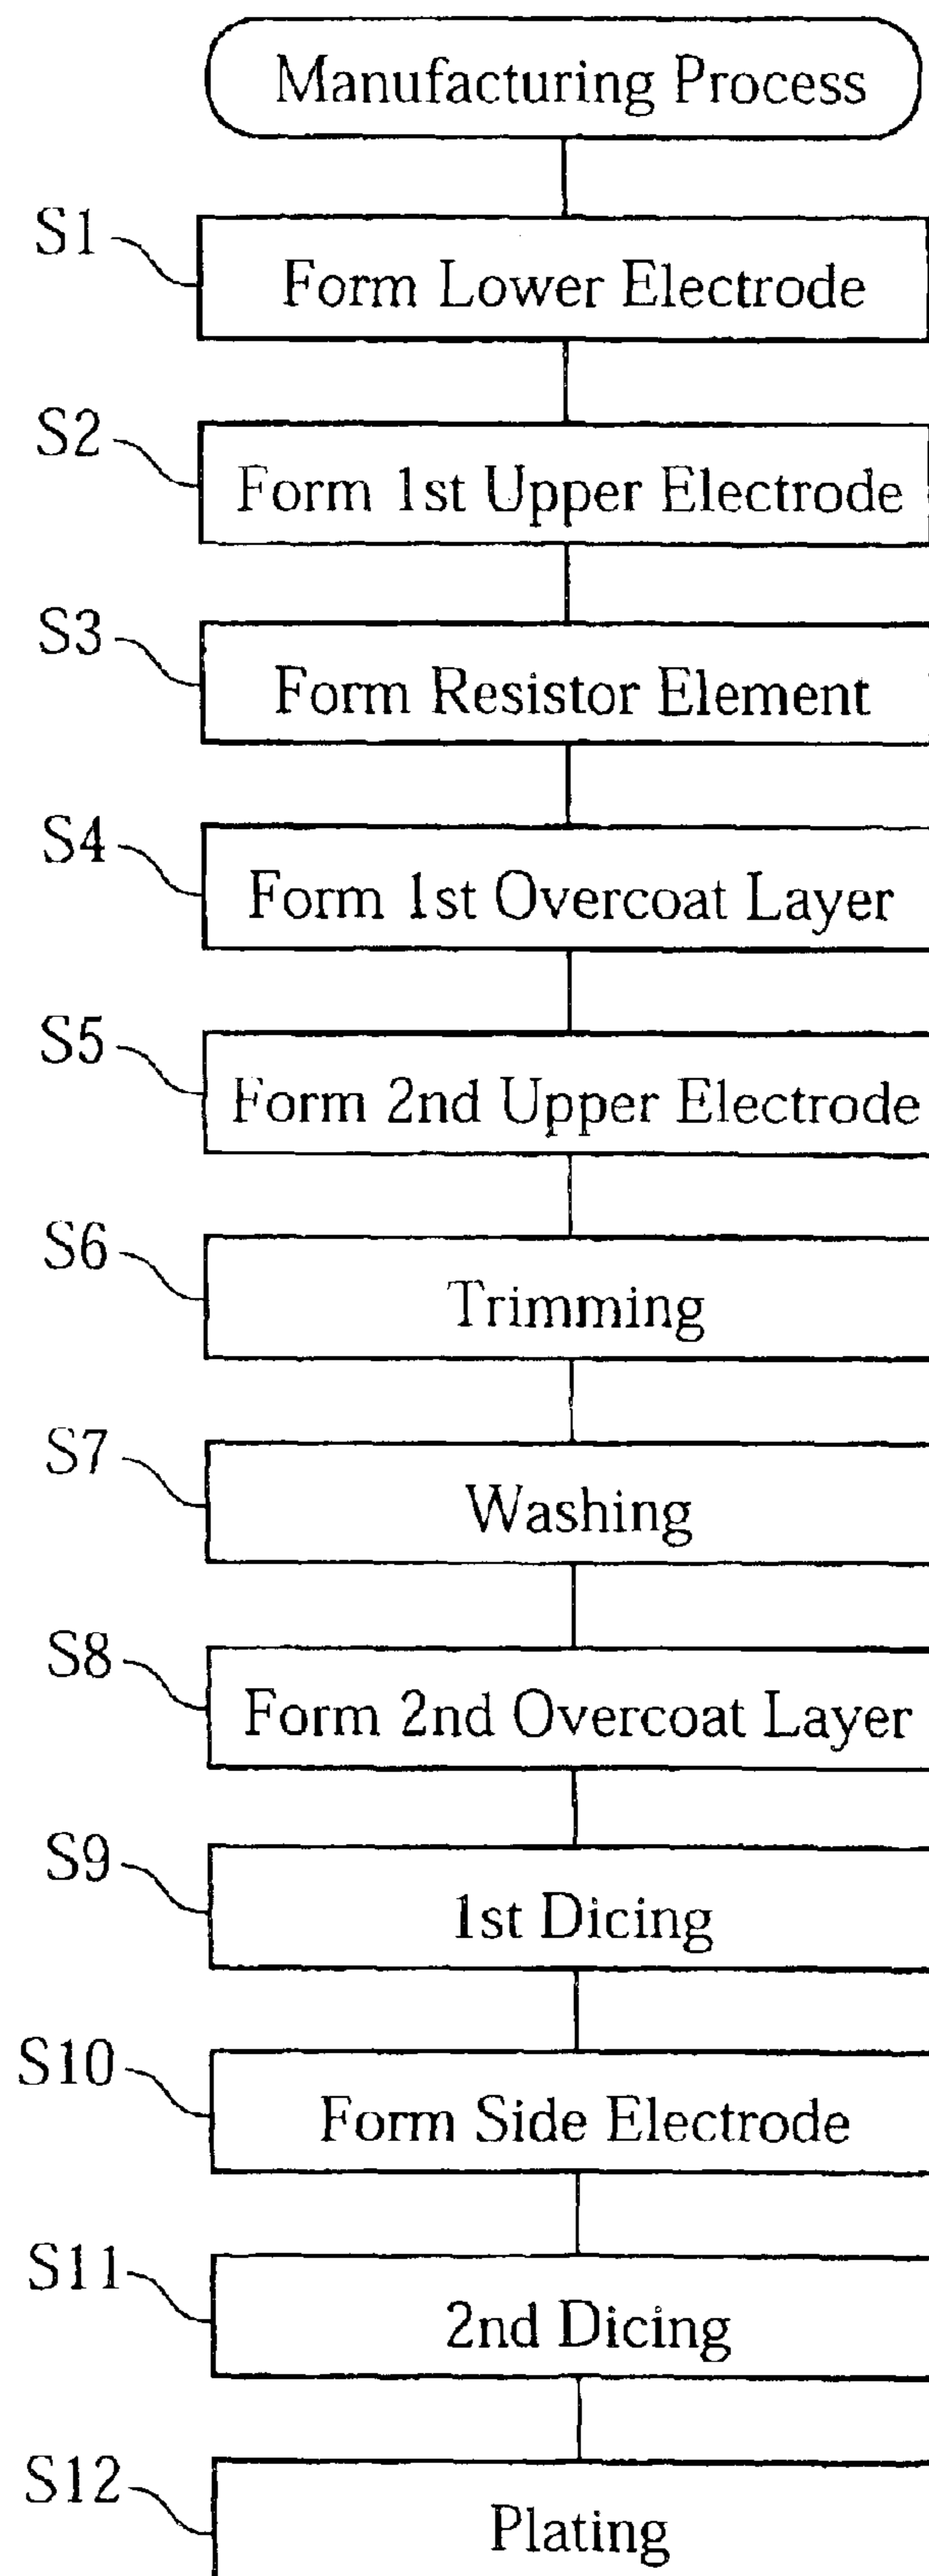 Manufacturing Process
S1
Form Lower Electrode
S2
Form 1st Upper Electrode
S3
Form Resistor Element
S4
Form 1st Overcoat Layer
S5
Form 2nd Upper Electrode
S6
Trimming
S7
Washing
S8
Form 2nd Overcoat Layer
S9
1st Dicing
S10
Form Side Electrode
S11
2nd Dicing
S12
Plating